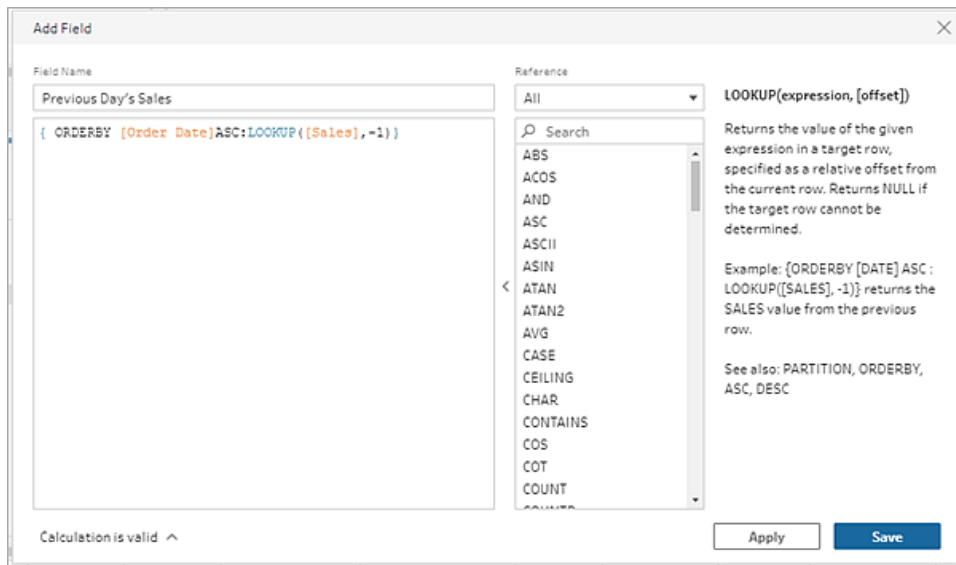 Add Field
Field Name
Previous Day's Sales
{ ORDERBY [Order Date]ASC:LOOKUP([Sales],-1)}
Reference
All
Search
ABS
ACOS
AND
ASC
ASCII
ASIN
ATAN
ATAN2
AVG
CASE
CEILING
CHAR
CONTAINS
COS
COT
COUNT
LOOKUP(expression, [offset])
Returns the value of the given
expression in a target row,
specified as a relative offset from
the current row. Returns NULL if
the target row cannot be
determined.
Example: {ORDERBY [DATE] ASC :
LOOKUP([SALES], -1)} returns the
SALES value from the previous
row.
See also: PARTITION, ORDERBY,
ASC, DESC
Calculation is valid
Apply
Save